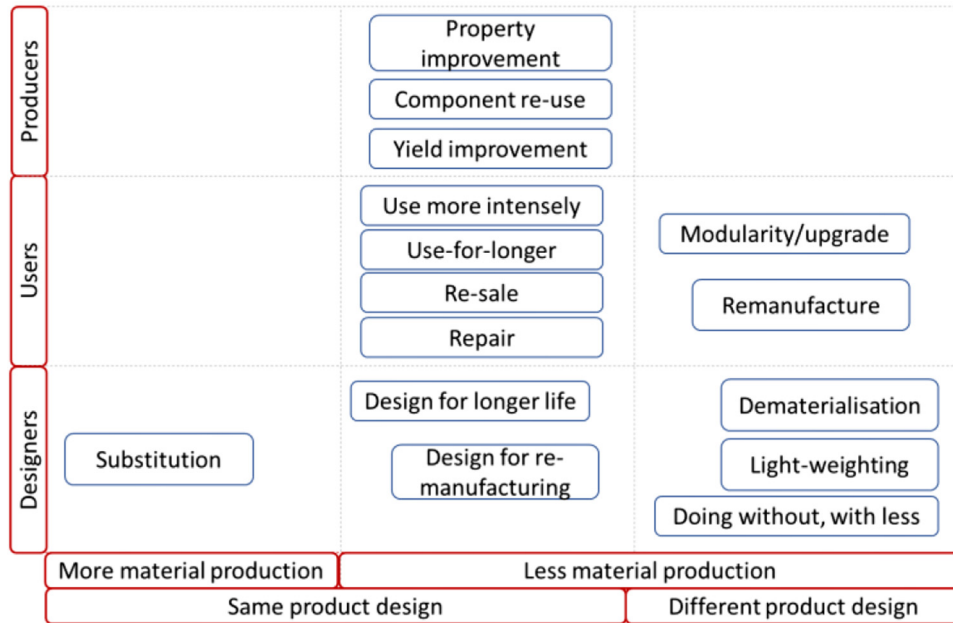 Producers
Property
improvement
Component re-use
Yield improvement
Users
Use more intensely
Use-for-longer
Re-sale
Repair
Modularity/upgrade
Remanufacture
Designers
Substitution
Design for longer life
Design for re-
manufacturing
Dematerialisation
Light-weighting
Doing without, with less
More material production
Less material production
Same product design
Different product design